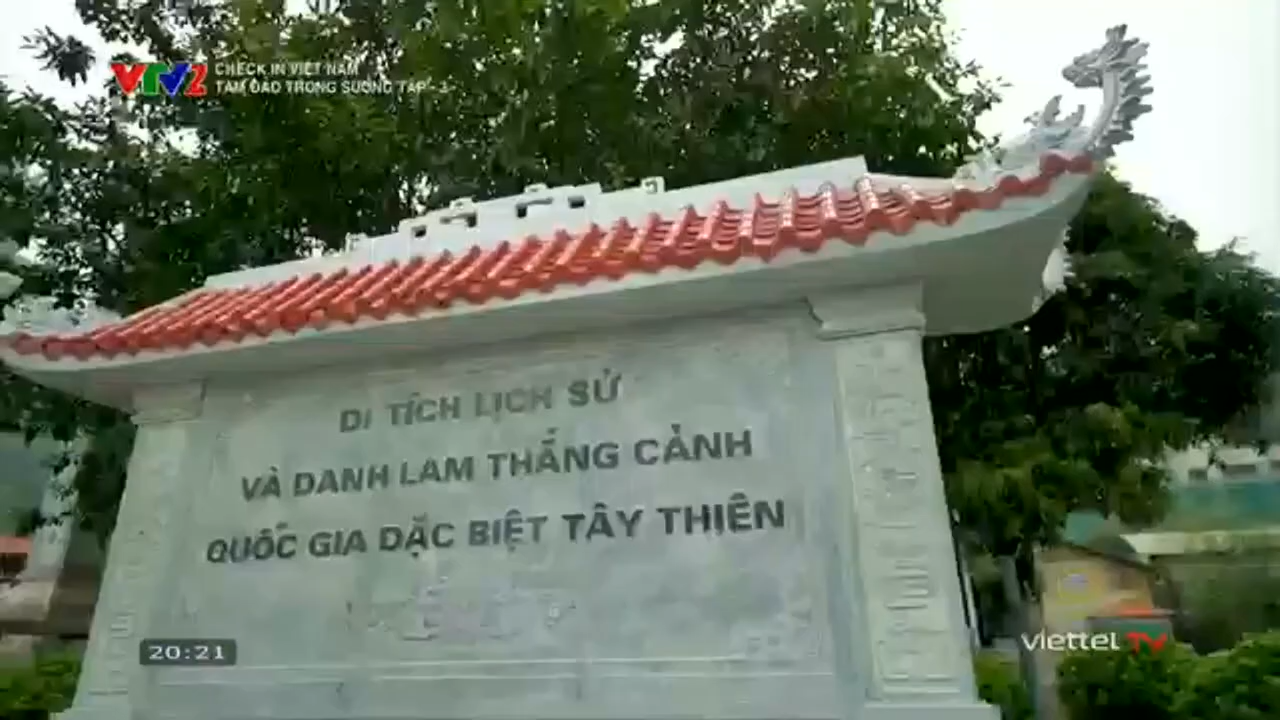 VTV2
CHECK IN VIỆT NAM
TAM ĐẢO TRONG SƯƠNG TẬP - 3
DI TÍCH LỊCH SỬ
VÀ DANH LAM THẮNG CẢNH
QUỐC GIA ĐẶC BIỆT TÂY THIÊN
20:21
viettel TV